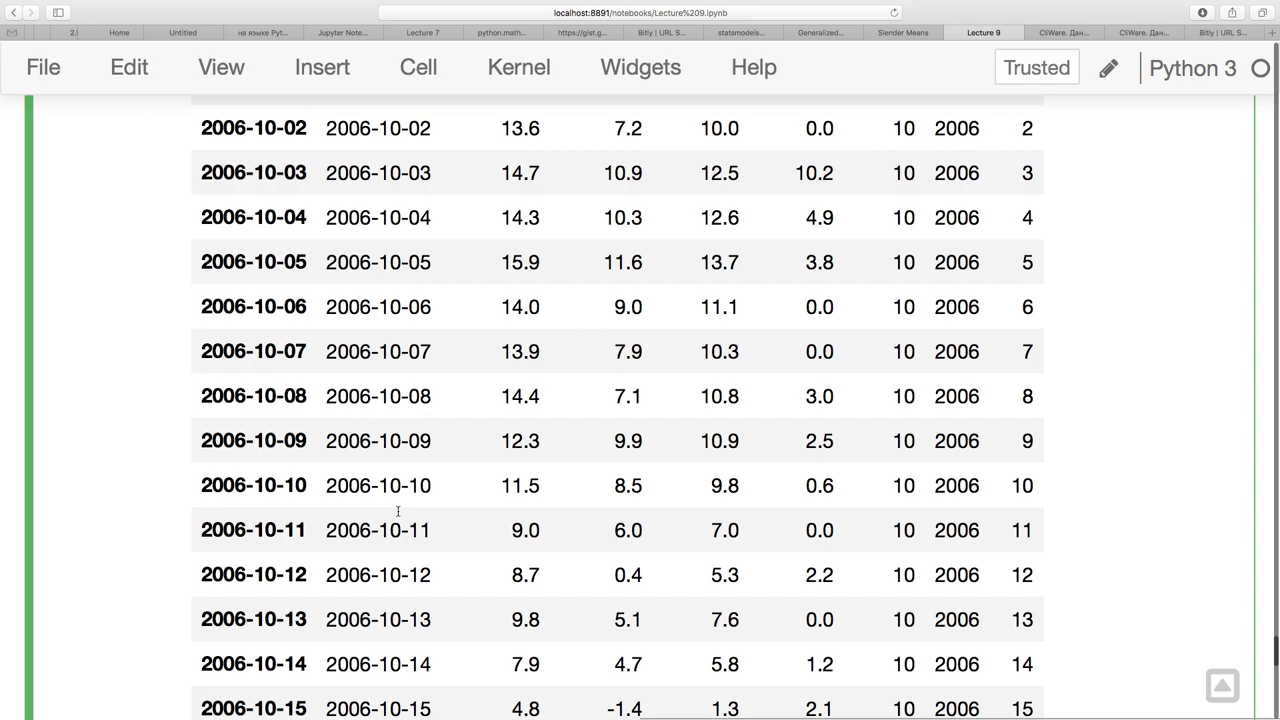 localhost:8891/notebooks/Lecture%209.ipynb
2.! Home Untitled на языке Pyt... Jupyter Note... Lecture 7 python.math... https://gist.g... Bitly | URL S... statsmodels... Generalized... Slender Means Lecture 9 CliWare. Дан... CliWare. Дан... Bitly | URL S...
File Edit View Insert Cell Kernel Widgets Help Trusted Python 3
2006-10-02 2006-10-02 13.6 7.2 10.0 0.0 10 2006 2
2006-10-03 2006-10-03 14.7 10.9 12.5 10.2 10 2006 3
2006-10-04 2006-10-04 14.3 10.3 12.6 4.9 10 2006 4
2006-10-05 2006-10-05 15.9 11.6 13.7 3.8 10 2006 5
2006-10-06 2006-10-06 14.0 9.0 11.1 0.0 10 2006 6
2006-10-07 2006-10-07 13.9 7.9 10.3 0.0 10 2006 7
2006-10-08 2006-10-08 14.4 7.1 10.8 3.0 10 2006 8
2006-10-09 2006-10-09 12.3 9.9 10.9 2.5 10 2006 9
2006-10-10 2006-10-10 11.5 8.5 9.8 0.6 10 2006 10
2006-10-11 2006-10-11 9.0 6.0 7.0 0.0 10 2006 11
2006-10-12 2006-10-12 8.7 0.4 5.3 2.2 10 2006 12
2006-10-13 2006-10-13 9.8 5.1 7.6 0.0 10 2006 13
2006-10-14 2006-10-14 7.9 4.7 5.8 1.2 10 2006 14
2006-10-15 2006-10-15 4.8 -1.4 1.3 2.1 10 2006 15